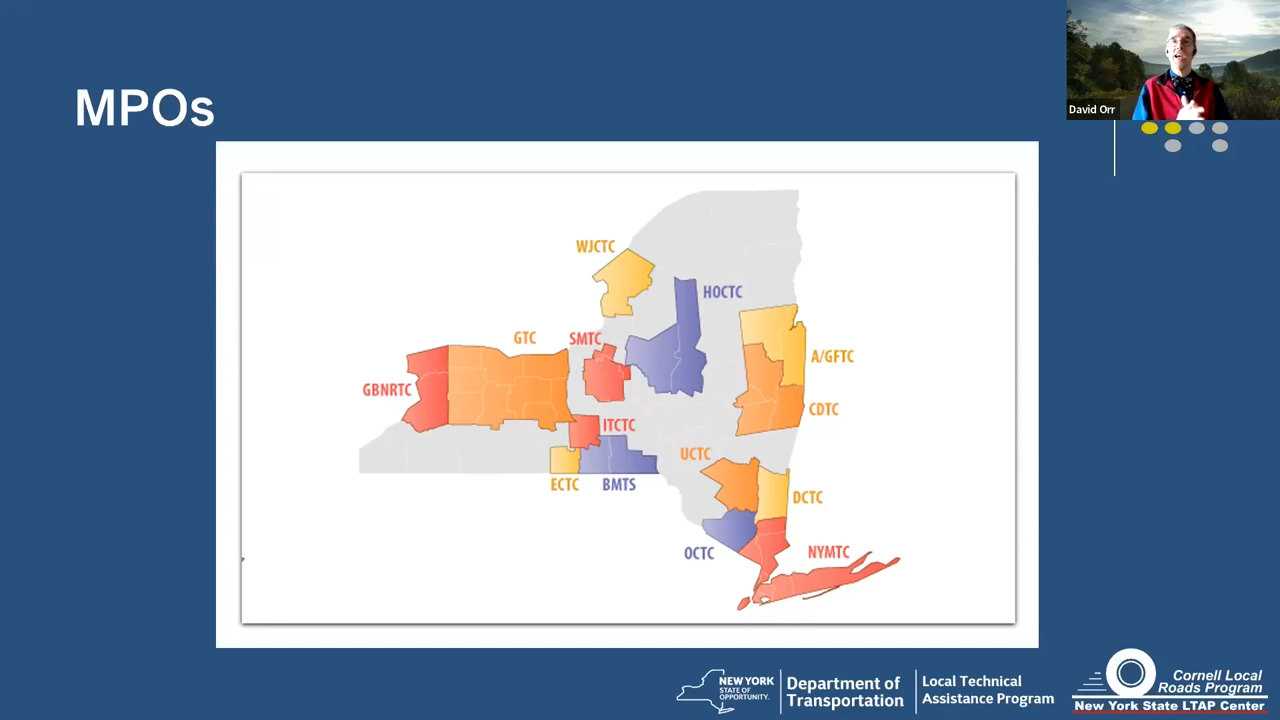 David Orr
MPOs
WJCTC
HOCTC
GTC
SMTC
A/GFTC
GBNRTC
CDTC
ITCTC
UCTC
ECTC
BMTS
DCTC
OCTC
NYMTC
NEW YORK
STATE OF
OPPORTUNITY.
Department of
Transportation
Local Technical
Assistance Program
Cornell Local
Roads Program
New York State LTAP Center